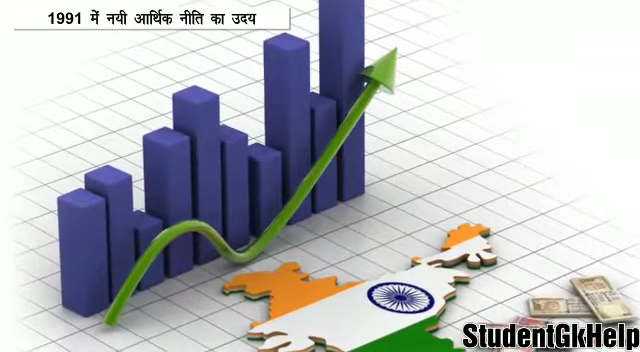 1991 में नयी आर्थिक नीति का उदय
StudentGkHelp